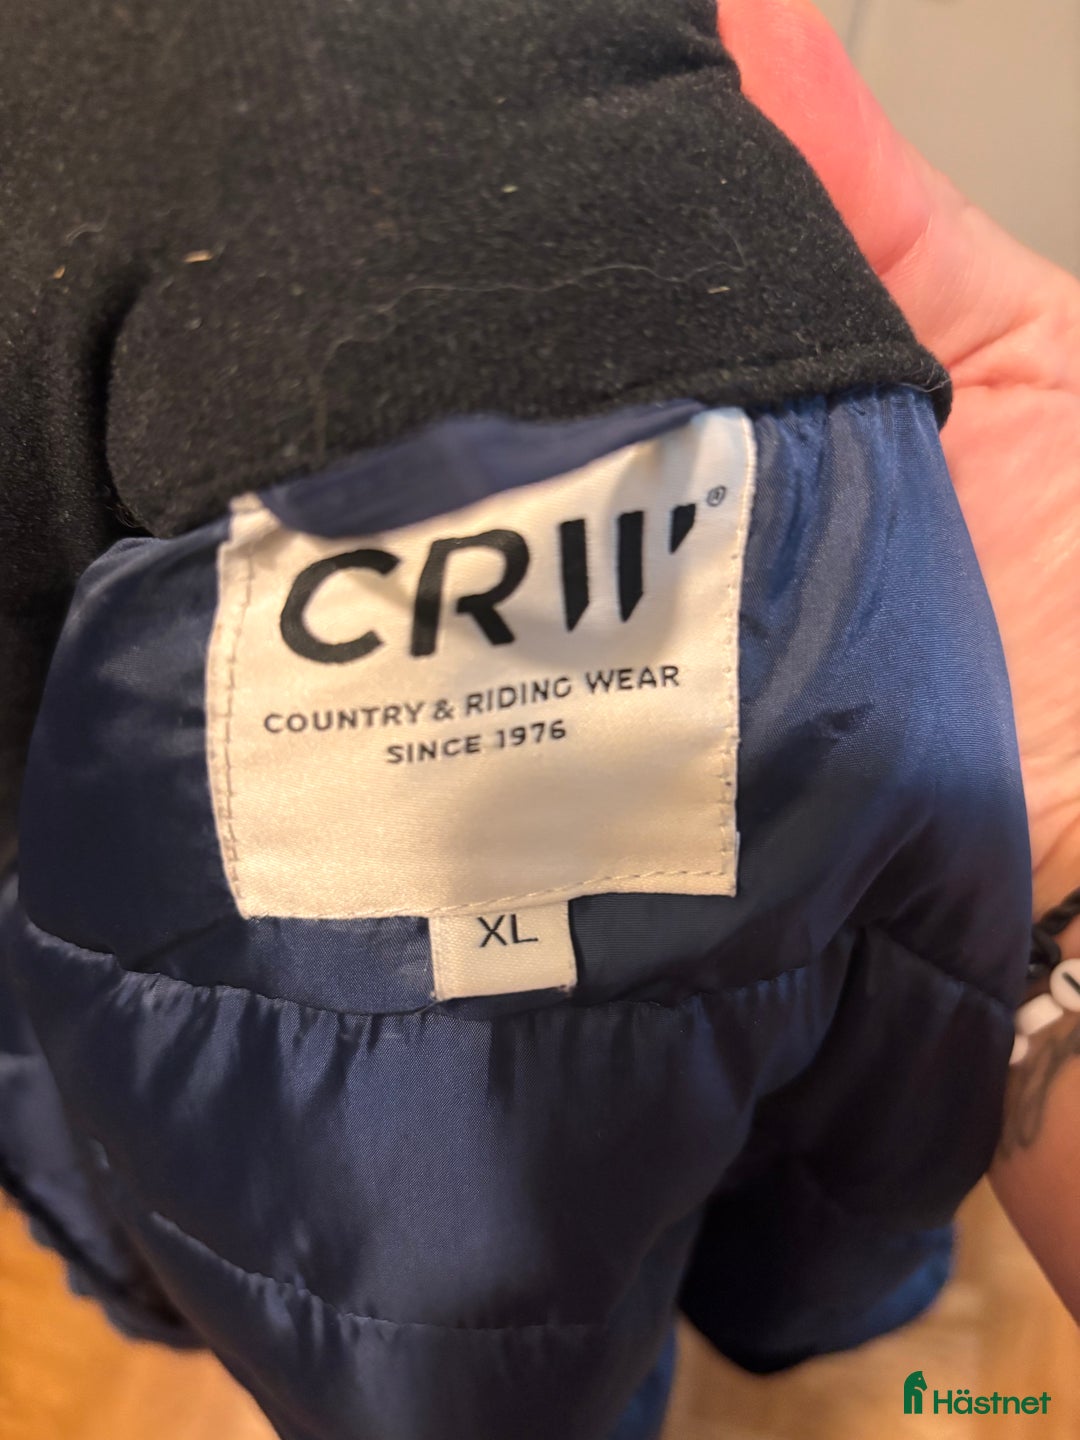 CRW®
COUNTRY & RIDING WEAR
SINCE 1976
XL
Hästnet